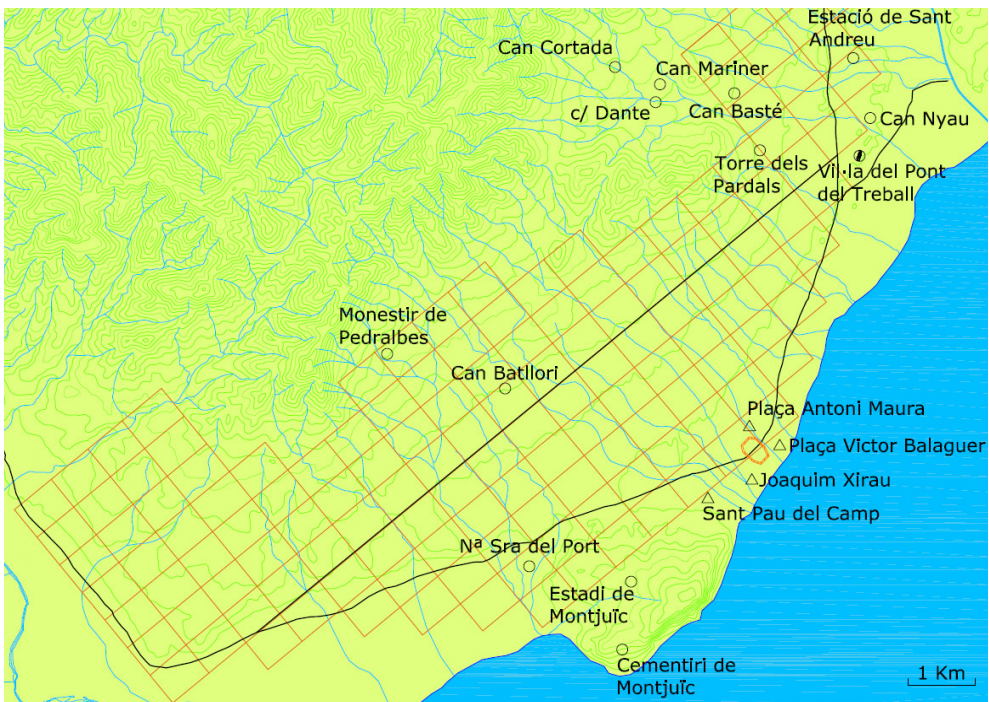 Estació de Sant
Andreu
Can Cortada
Can Mariner
c/ Dante
Can Basté
Can Nyau
Torre dels
Pardals
Vil·la del Pont
del Treball
Monestir de
Pedralbes
Can Batllori
Plaça Antoni Maura
Plaça Victor Balaguer
Joaquim Xirau
Sant Pau del Camp
Nª Sra del Port
Estadi de
Montjuïc
Cementiri de
Montjuïc
1 Km